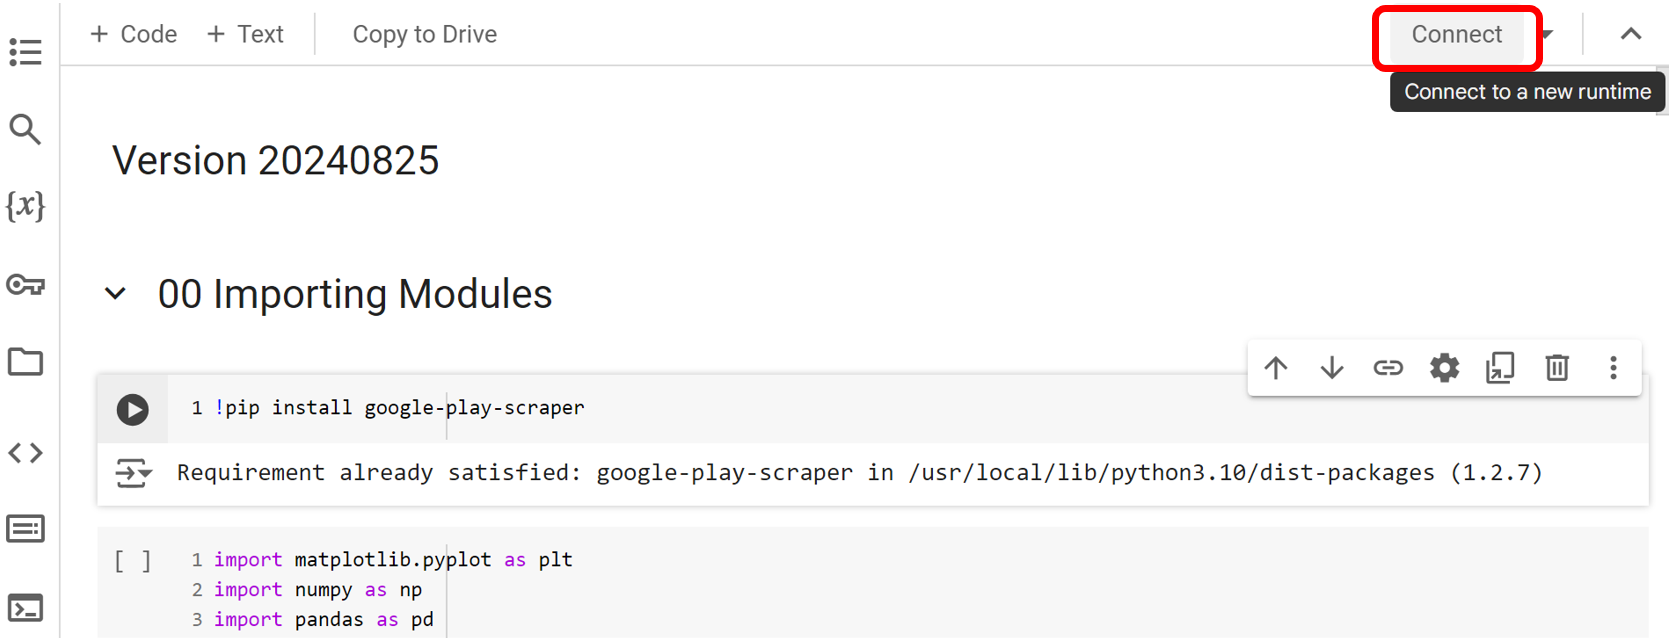 + Code + Text Copy to Drive Connect
Connect to a new runtime
Version 20240825
{x}
00 Importing Modules
1 !pip install google-play-scraper
Requirement already satisfied: google-play-scraper in /usr/local/lib/python3.10/dist-packages (1.2.7)
[ ] 1 import matplotlib.pyplot as plt
2 import numpy as np
3 import pandas as pd